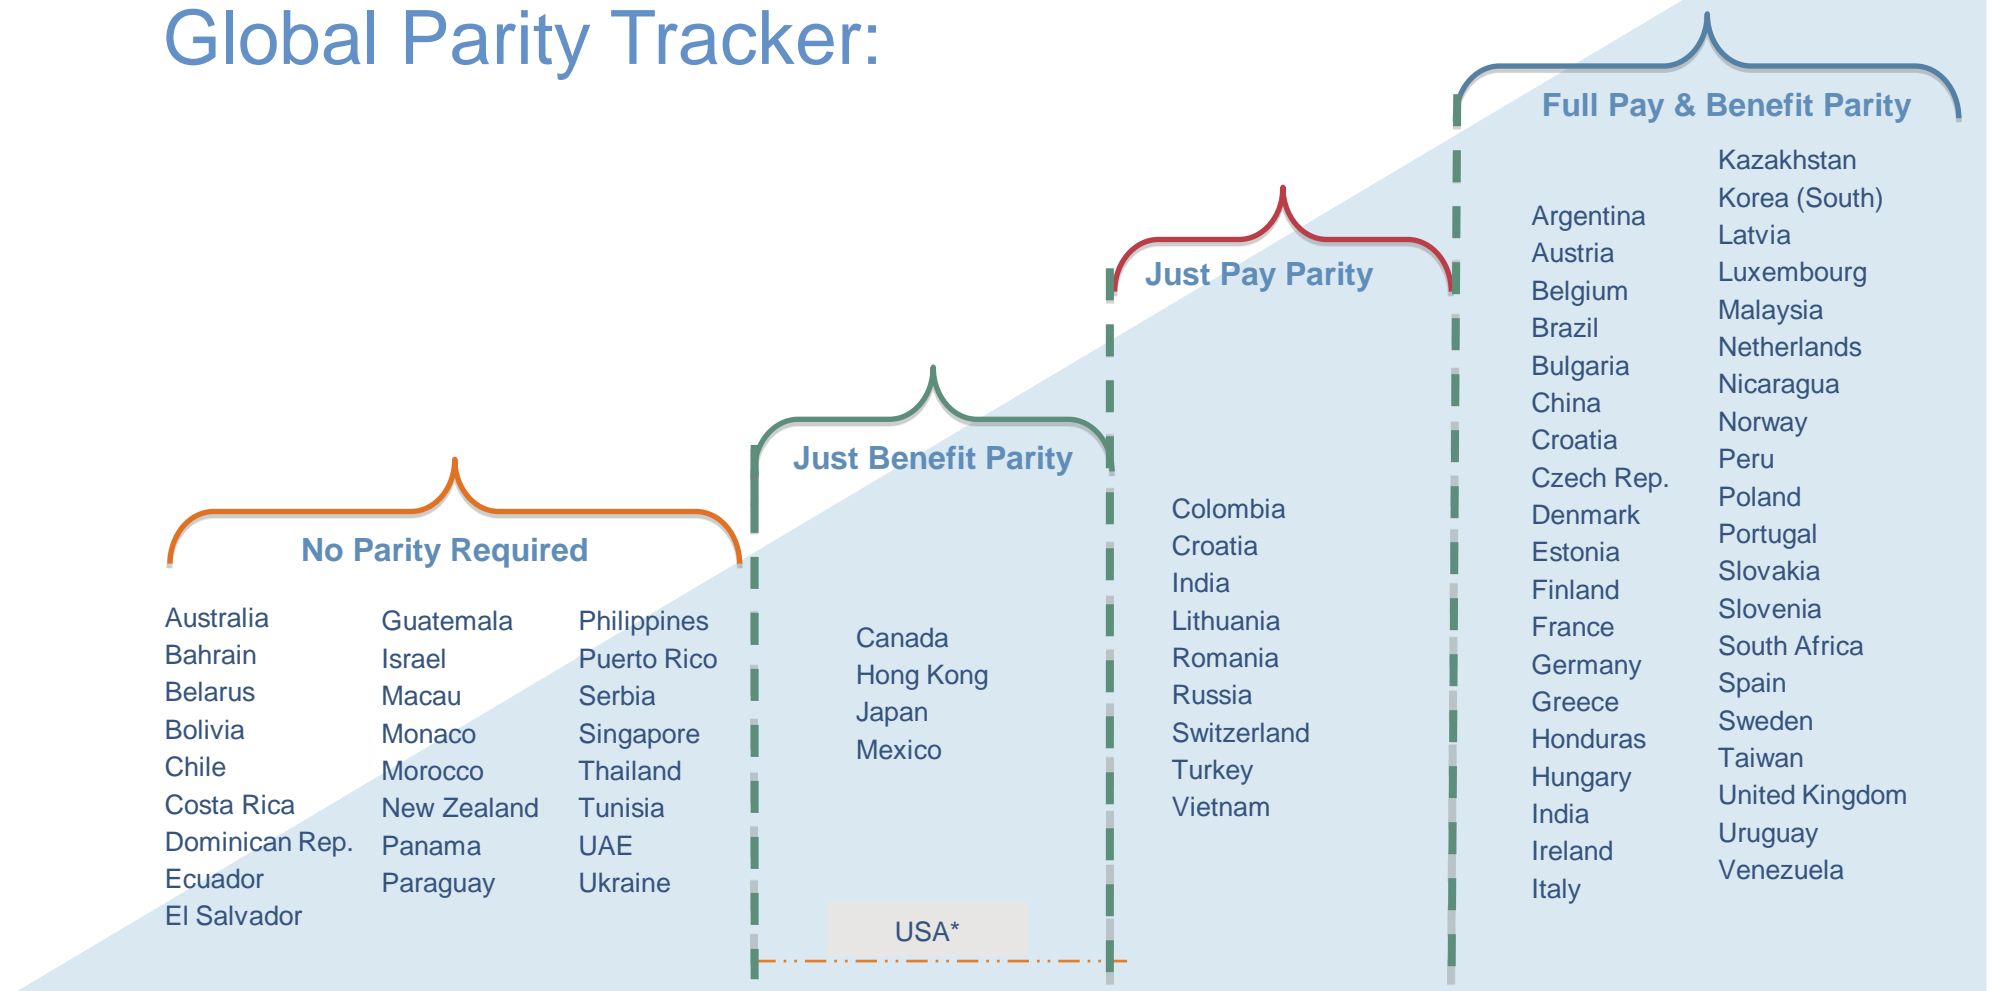 Global Parity Tracker:
No Parity Required
Australia
Bahrain
Belarus
Bolivia
Chile
Costa Rica
Dominican Rep.
Ecuador
El Salvador
Guatemala
Israel
Macau
Monaco
Morocco
New Zealand
Panama
Paraguay
Philippines
Puerto Rico
Serbia
Singapore
Thailand
Tunisia
UAE
Ukraine
Just Benefit Parity
Canada
Hong Kong
Japan
Mexico
USA*
Just Pay Parity
Colombia
Croatia
India
Lithuania
Romania
Russia
Switzerland
Turkey
Vietnam
Full Pay & Benefit Parity
Argentina
Austria
Belgium
Brazil
Bulgaria
China
Croatia
Czech Rep.
Denmark
Estonia
Finland
France
Germany
Greece
Honduras
Hungary
India
Ireland
Italy
Kazakhstan
Korea (South)
Latvia
Luxembourg
Malaysia
Netherlands
Nicaragua
Norway
Peru
Poland
Portugal
Slovakia
Slovenia
South Africa
Spain
Sweden
Taiwan
United Kingdom
Uruguay
Venezuela